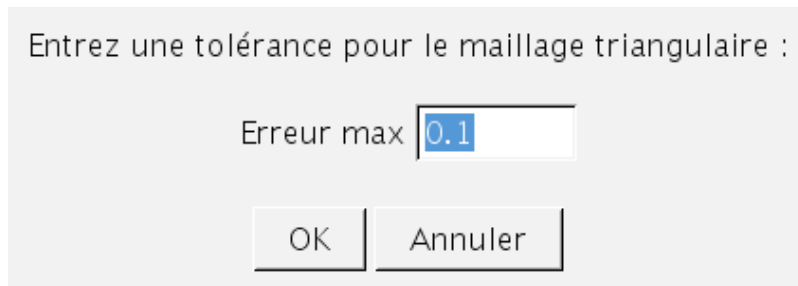 Entrez une tolérance pour le maillage triangulaire :
Erreur max 0.1
OK Annuler